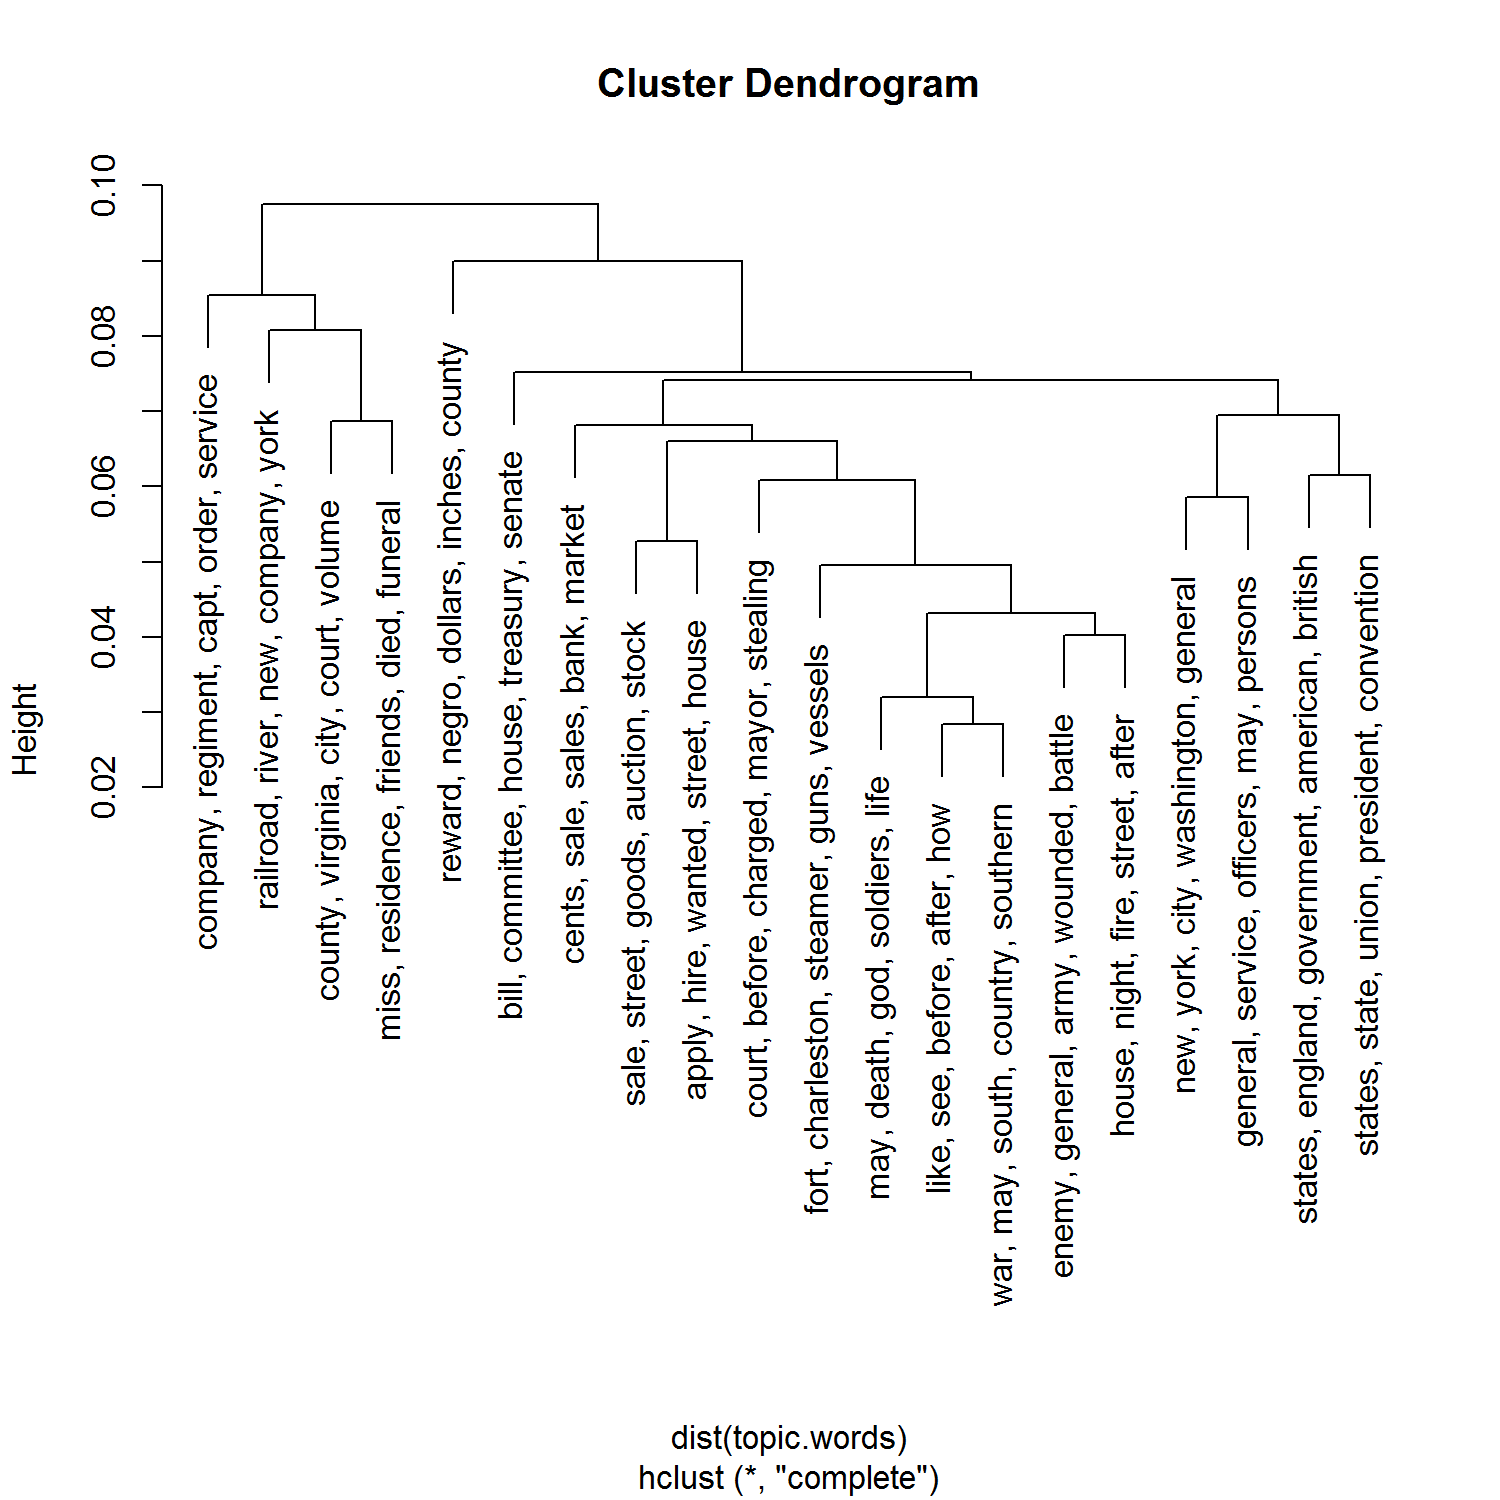 Cluster Dendrogram
Height
0.02
0.04
0.06
0.08
0.10
company, regiment, capt, order, service
railroad, river, new, company, york
county, virginia, city, court, volume
miss, residence, friends, died, funeral
reward, negro, dollars, inches, county
bill, committee, house, treasury, senate
cents, sale, sales, bank, market
sale, street, goods, auction, stock
apply, hire, wanted, street, house
court, before, charged, mayor, stealing
fort, charleston, steamer, guns, vessels
may, death, god, soldiers, life
like, see, before, after, how
war, may, south, country, southern
enemy, general, army, wounded, battle
house, night, fire, street, after
new, york, city, washington, general
general, service, officers, may, persons
states, england, government, american, british
states, state, union, president, convention
dist(topic.words)
hclust (*, "complete")